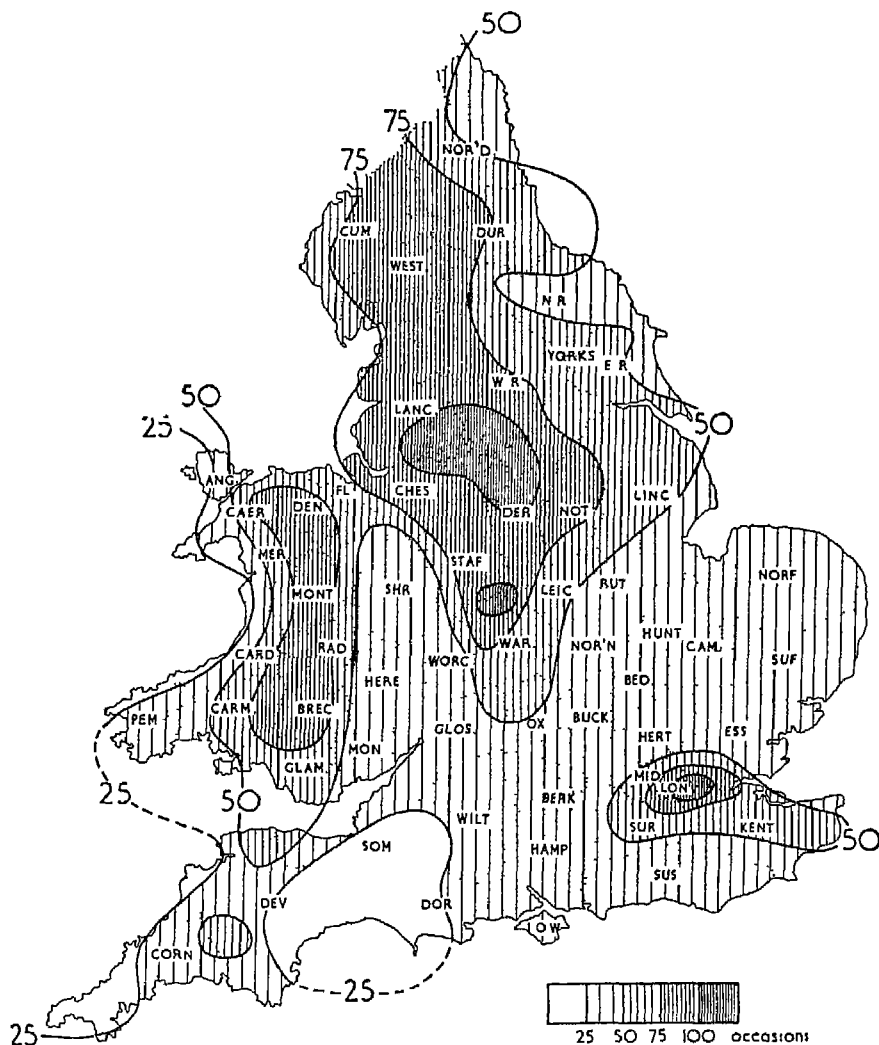 50
75
75
NOR'D
CUM
DUR
WEST.
N R
YORKS
E R
W R
50
25
LANC.
50
ANG.
FL
CAER
DEN
CHES
DER
NOT
LINC
MER
STAF
SHR
MONT
LEIC
RUT
NORF
HUNT
CAM.
CARD
RAD
WORC
WAR.
NOR'N
SUF
HERE
BED.
PEM
CARM
BREC
GLOS.
OX
BUCK
HERT
ESS
MON
GLAM.
MID.
LON
25
50
WILT
BERK
SUR
KENT
50
SOM
HAMP
SUS
DEV
DOR
IOW
CORN
25
25
25 50 75 100 occasions